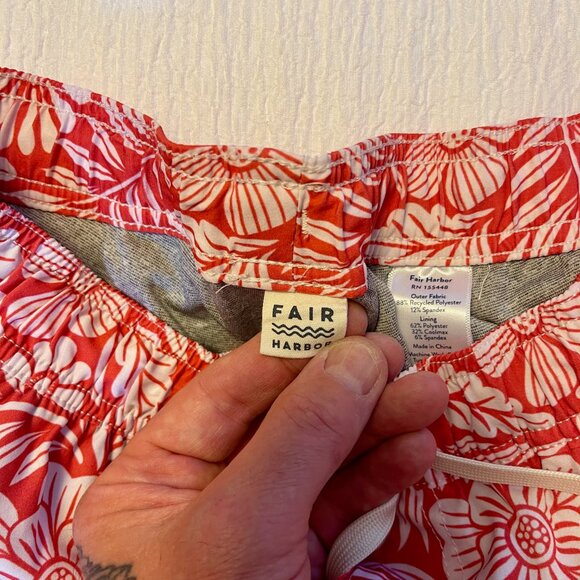 FAIR
HARBOR
Fair Harbor
RN 155448
Outer Fabric
88% Recycled Polyester
12% Spandex
Lining
62% Polyester
32% Coolmax
6% Spandex
Made in China
Machine